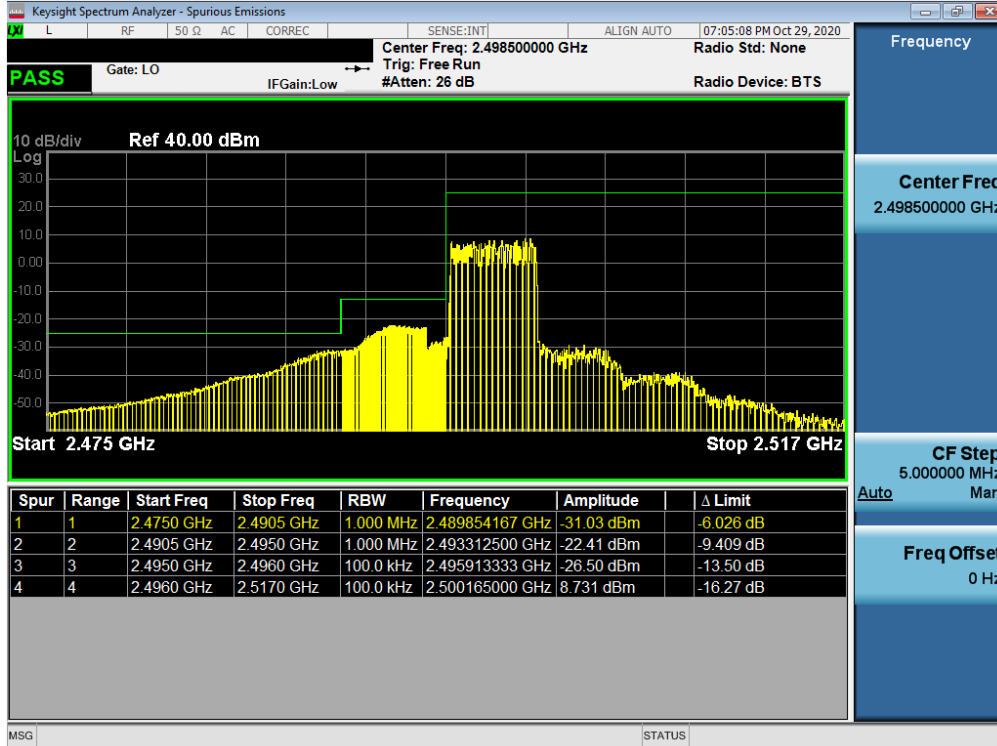 Keysight Spectrum Analyzer - Spurious Emissions
LXI L RF 50 Ω AC CORREC SENSE:INT ALIGN AUTO 07:05:08 PM Oct 29, 2020
Center Freq: 2.498500000 GHz Radio Std: None
PASS Gate: LO Trig: Free Run
IFGain:Low #Atten: 26 dB Radio Device: BTS
10 dB/div Ref 40.00 dBm
Log
30.0
20.0
10.0
0.00
-10.0
-20.0
-30.0
-40.0
-50.0
Start 2.475 GHz Stop 2.517 GHz
Spur Range Start Freq Stop Freq RBW Frequency Amplitude Δ Limit
1 1 2.4750 GHz 2.4905 GHz 1.000 MHz 2.489854167 GHz -31.03 dBm -6.026 dB
2 2 2.4905 GHz 2.4950 GHz 1.000 MHz 2.493312500 GHz -22.41 dBm -9.409 dB
3 3 2.4950 GHz 2.4960 GHz 100.0 kHz 2.495913333 GHz -26.50 dBm -13.50 dB
4 4 2.4960 GHz 2.5170 GHz 100.0 kHz 2.500165000 GHz 8.731 dBm -16.27 dB
MSG STATUS
Frequency
Center Freq
2.498500000 GHz
CF Step
5.000000 MHz
Auto Man
Freq Offset
0 Hz